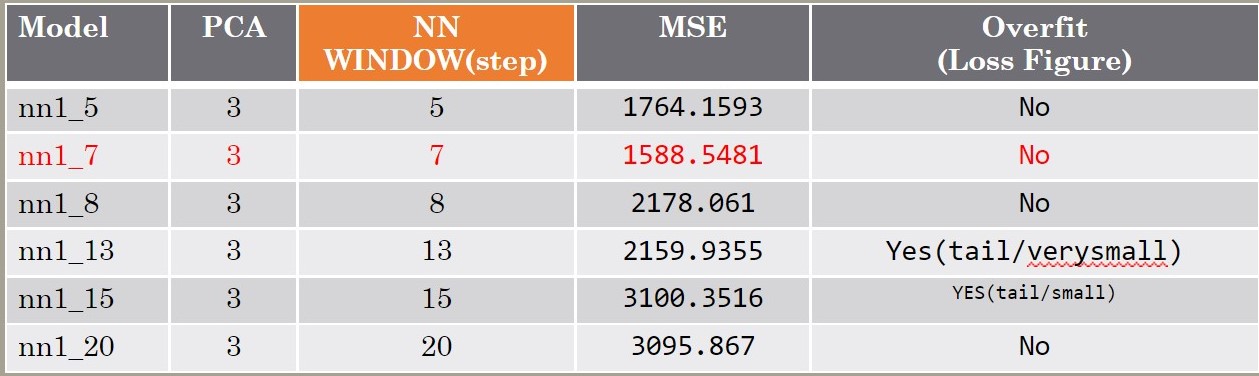 Model PCA NN WINDOW(step) MSE Overfit (Loss Figure)
nn1_5 3 5 1764.1593 No
nn1_7 3 7 1588.5481 No
nn1_8 3 8 2178.061 No
nn1_13 3 13 2159.9355 Yes(tail/verysmall)
nn1_15 3 15 3100.3516 YES(tail/small)
nn1_20 3 20 3095.867 No